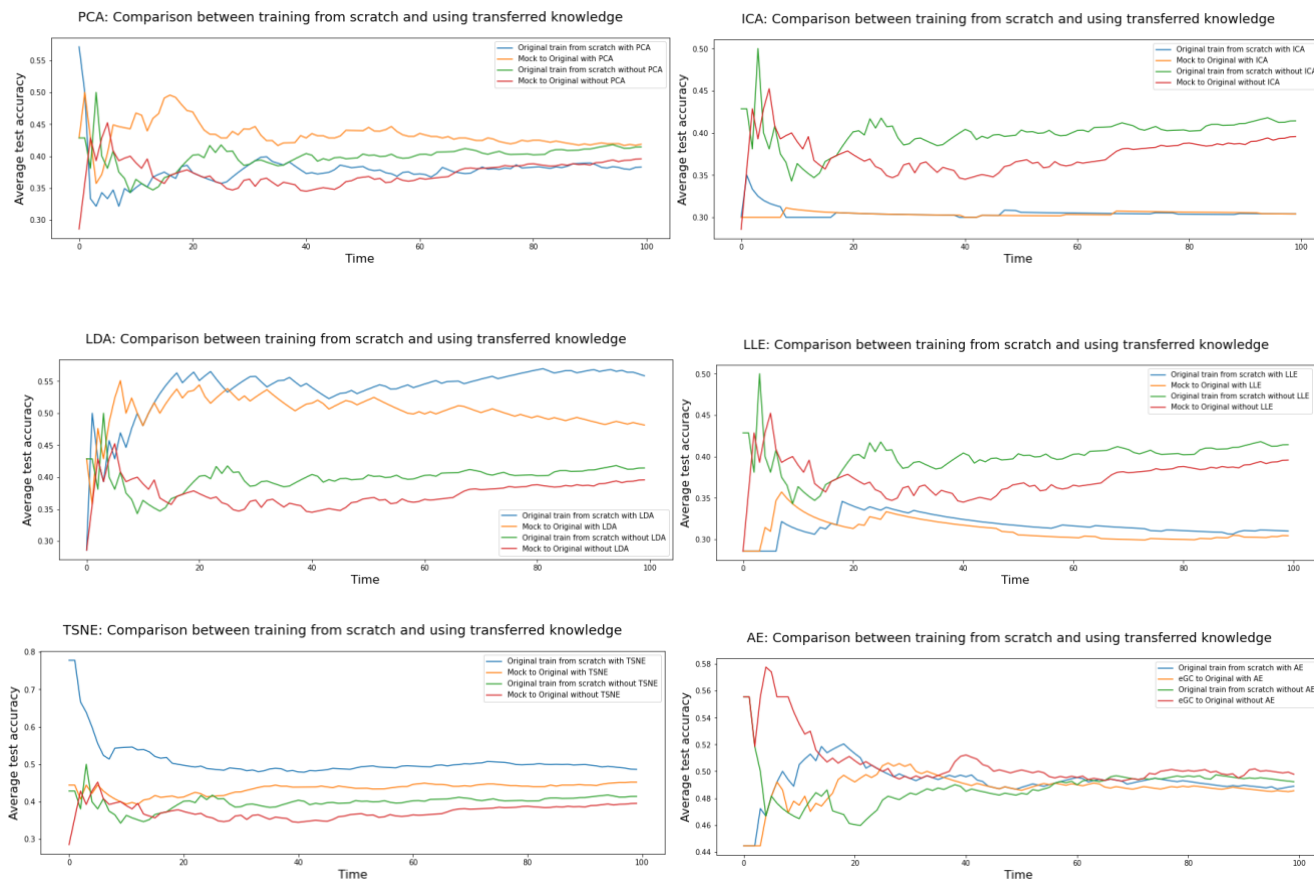 PCA: Comparison between training from scratch and using transferred knowledge
Average test accuracy
0.55
0.50
0.45
0.40
0.35
0.30
Original train from scratch with PCA
Mock to Original with PCA
Original train from scratch without PCA
Mock to Original without PCA
0 20 40 60 80 100
Time
ICA: Comparison between training from scratch and using transferred knowledge
Average test accuracy
0.50
0.45
0.40
0.35
0.30
Original train from scratch with ICA
Mock to Original with ICA
Original train from scratch without ICA
Mock to Original without ICA
0 20 40 60 80 100
Time
LDA: Comparison between training from scratch and using transferred knowledge
Average test accuracy
0.55
0.50
0.45
0.40
0.35
0.30
Original train from scratch with LDA
Mock to Original with LDA
Original train from scratch without LDA
Mock to Original without LDA
0 20 40 60 80 100
Time
LLE: Comparison between training from scratch and using transferred knowledge
Average test accuracy
0.50
0.45
0.40
0.35
0.30
Original train from scratch with LLE
Mock to Original with LLE
Original train from scratch without LLE
Mock to Original without LLE
0 20 40 60 80 100
Time
TSNE: Comparison between training from scratch and using transferred knowledge
Average test accuracy
0.8
0.7
0.6
0.5
0.4
0.3
Original train from scratch with TSNE
Mock to Original with TSNE
Original train from scratch without TSNE
Mock to Original without TSNE
0 20 40 60 80 100
Time
AE: Comparison between training from scratch and using transferred knowledge
Average test accuracy
0.58
0.56
0.54
0.52
0.50
0.48
0.46
0.44
Original train from scratch with AE
eGC to Original with AE
Original train from scratch without AE
eGC to Original without AE
0 20 40 60 80 100
Time